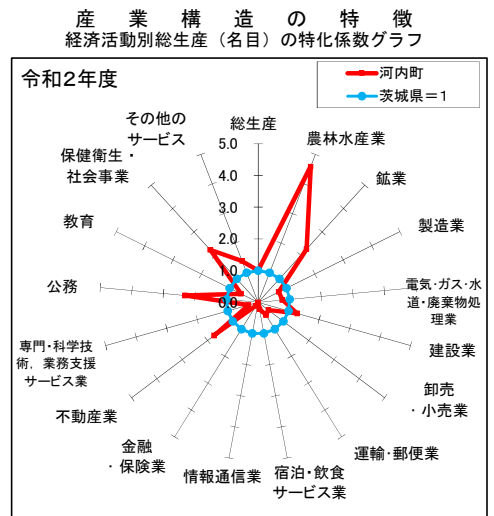 産業構造の特徴
経済活動別総生産（名目）の特化係数グラフ
令和２年度
河内町
茨城県＝１
総生産
農林水産業
鉱業
製造業
電気・ガス・水
道・廃棄物処
理業
建設業
卸売
・小売業
運輸・郵便業
宿泊・飲食
サービス業
情報通信業
金融
・保険業
不動産業
専門・科学技
術，業務支援
サービス業
公務
教育
保健衛生・
社会事業
その他の
サービス
5.0
4.0
3.0
2.0
1.0
0.0